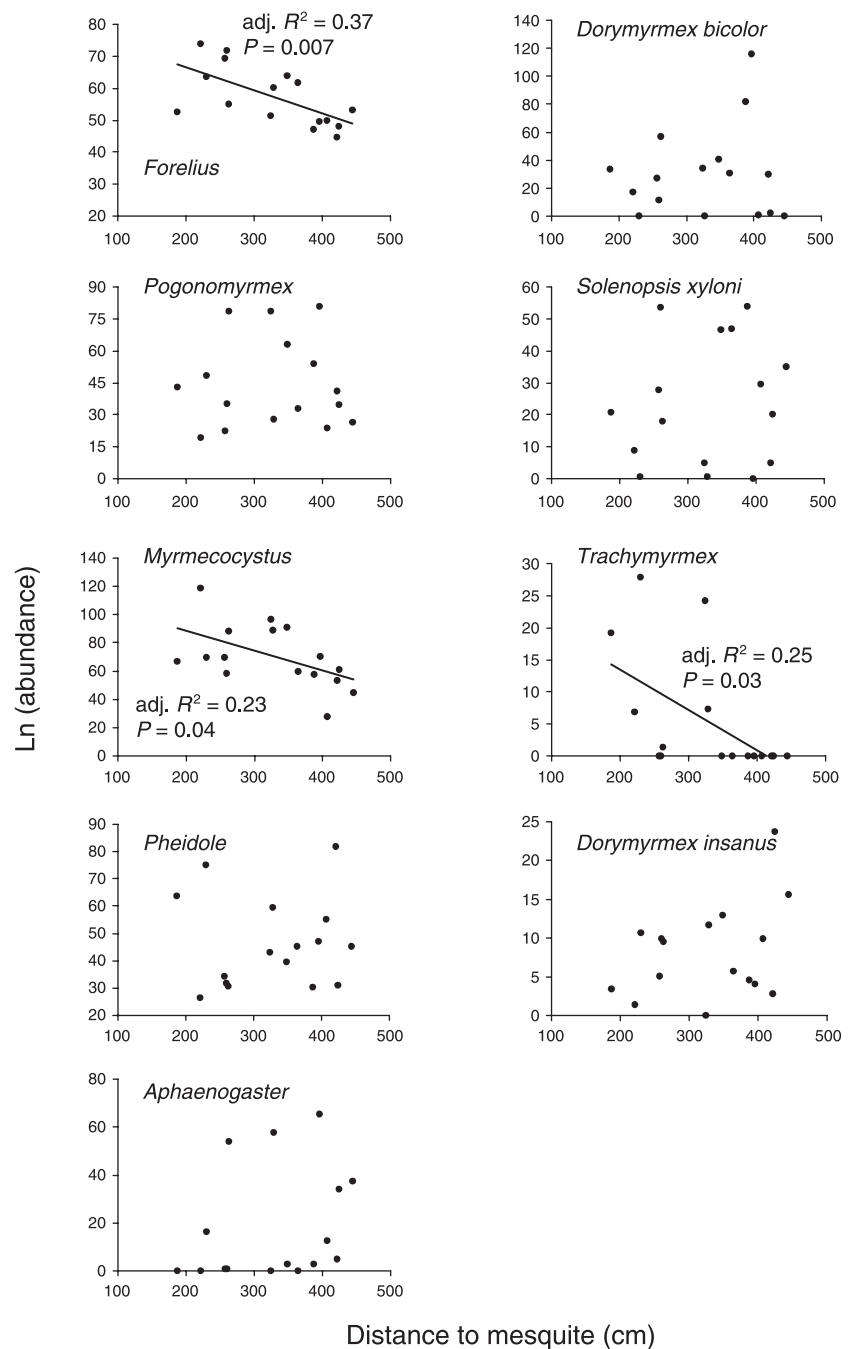 adj. R² = 0.37
P = 0.007
Forelius
80
70
60
50
40
30
20
100 200 300 400 500
Dorymyrmex bicolor
140
120
100
80
60
40
20
0
100 200 300 400 500
Pogonomyrmex
90
75
60
45
30
15
0
100 200 300 400 500
Solenopsis xyloni
60
50
40
30
20
10
0
100 200 300 400 500
Ln (abundance)
Myrmecocystus
140
120
100
80
60
40
20
0
adj. R² = 0.23
P = 0.04
100 200 300 400 500
Trachymyrmex
30
25
20
15
10
5
0
adj. R² = 0.25
P = 0.03
100 200 300 400 500
Pheidole
90
80
70
60
50
40
30
20
100 200 300 400 500
Dorymyrmex insanus
25
20
15
10
5
0
100 200 300 400 500
Aphaenogaster
80
60
40
20
0
100 200 300 400 500
Distance to mesquite (cm)